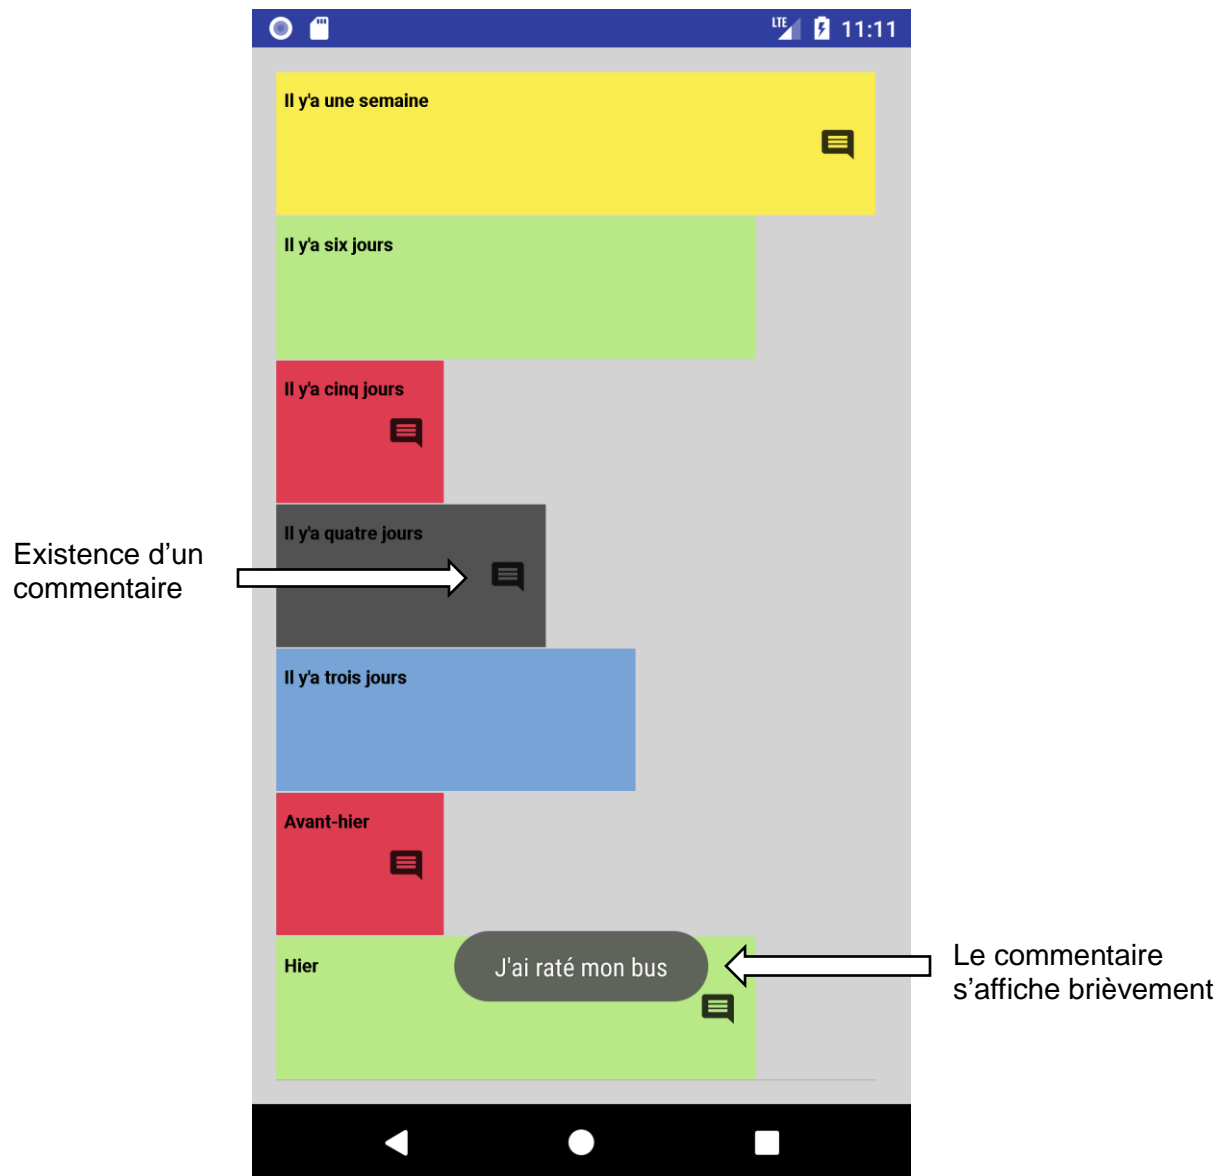 LTE 11:11
Il y'a une semaine
Il y'a six jours
Il y'a cinq jours
Il y'a quatre jours
Existence d'un
commentaire
Il y'a trois jours
Avant-hier
Hier
J'ai raté mon bus
Le commentaire
s'affiche brièvement